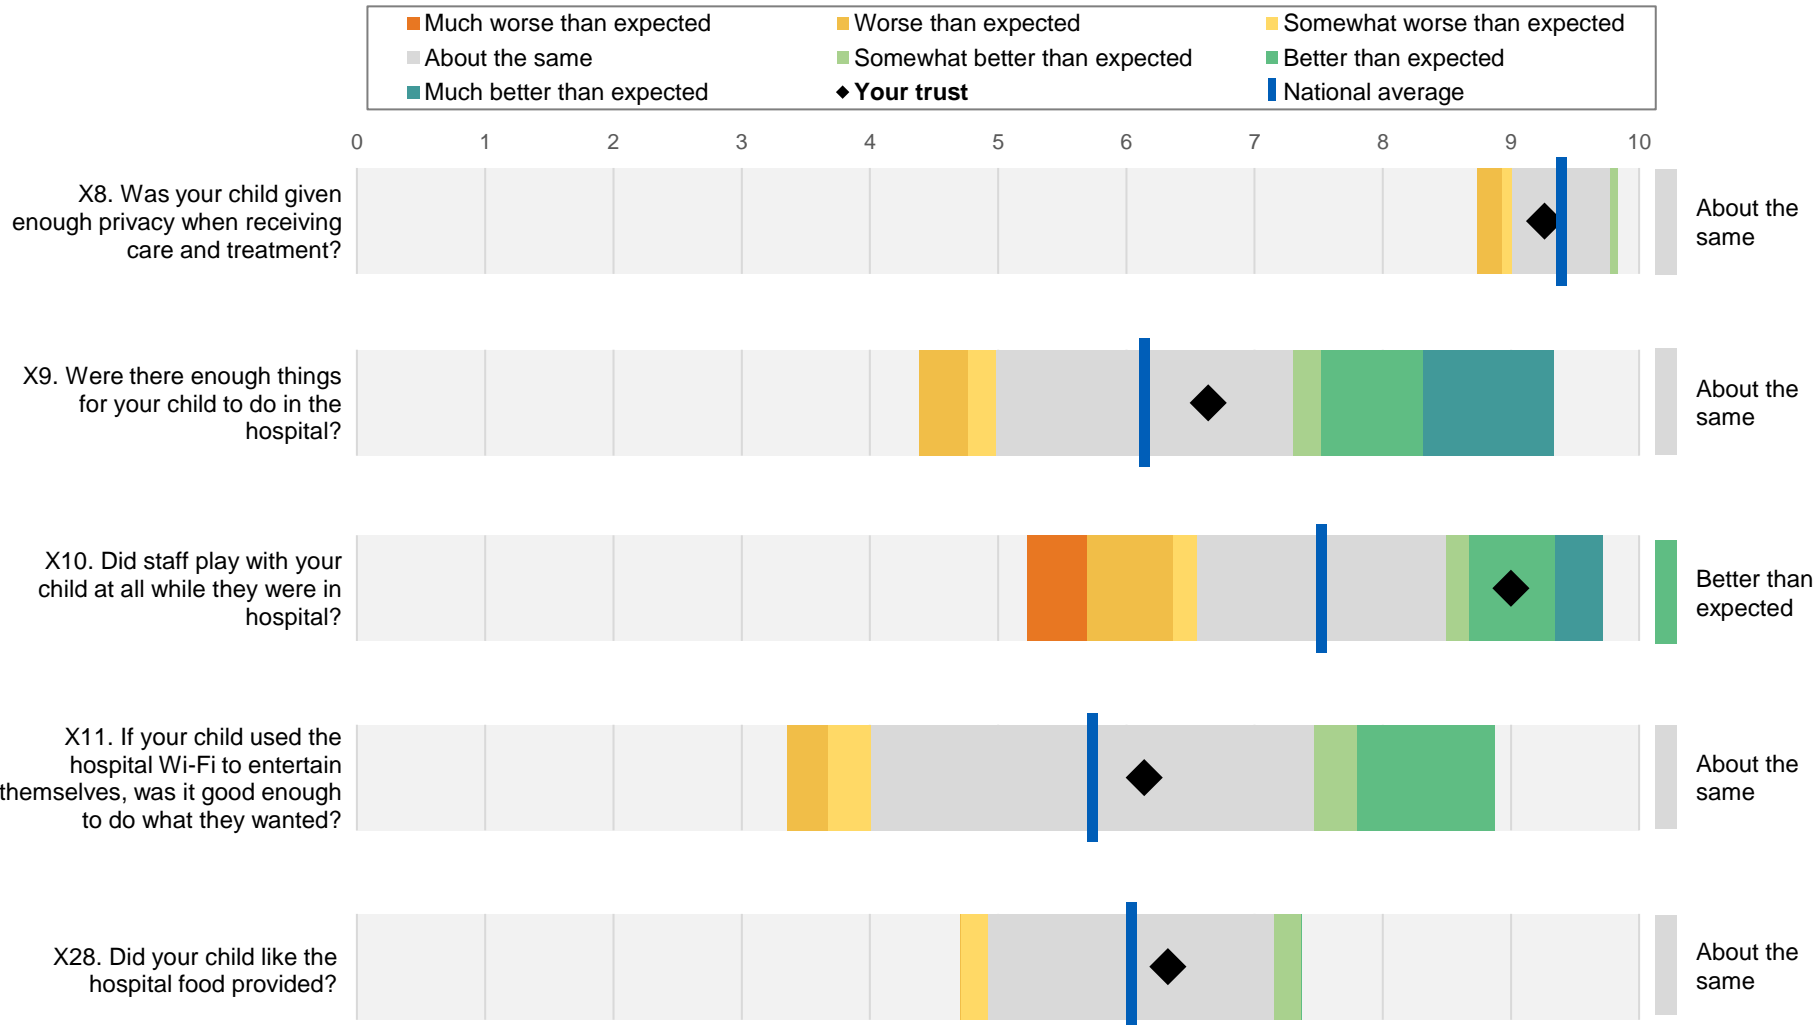 Much worse than expected
Worse than expected
Somewhat worse than expected
About the same
Somewhat better than expected
Better than expected
Much better than expected
Your trust
National average
0 1 2 3 4 5 6 7 8 9 10
X8. Was your child given
enough privacy when receiving
care and treatment?
About the
same
X9. Were there enough things
for your child to do in the
hospital?
About the
same
X10. Did staff play with your
child at all while they were in
hospital?
Better than
expected
X11. If your child used the
hospital Wi-Fi to entertain
themselves, was it good enough
to do what they wanted?
About the
same
X28. Did your child like the
hospital food provided?
About the
same